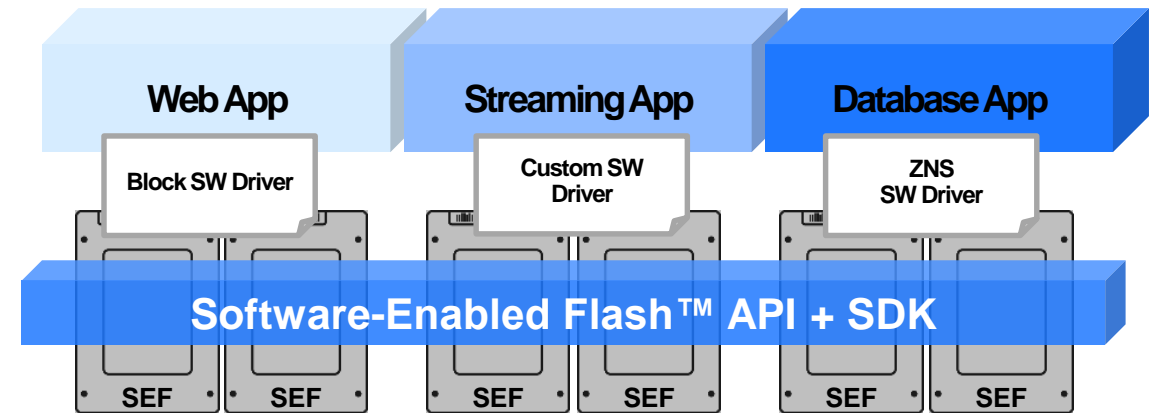 Web App
Streaming App
Database App
Block SW Driver
Custom SW
Driver
ZNS
SW Driver
Software-Enabled Flash™ API + SDK
SEF
SEF
SEF
SEF
SEF
SEF